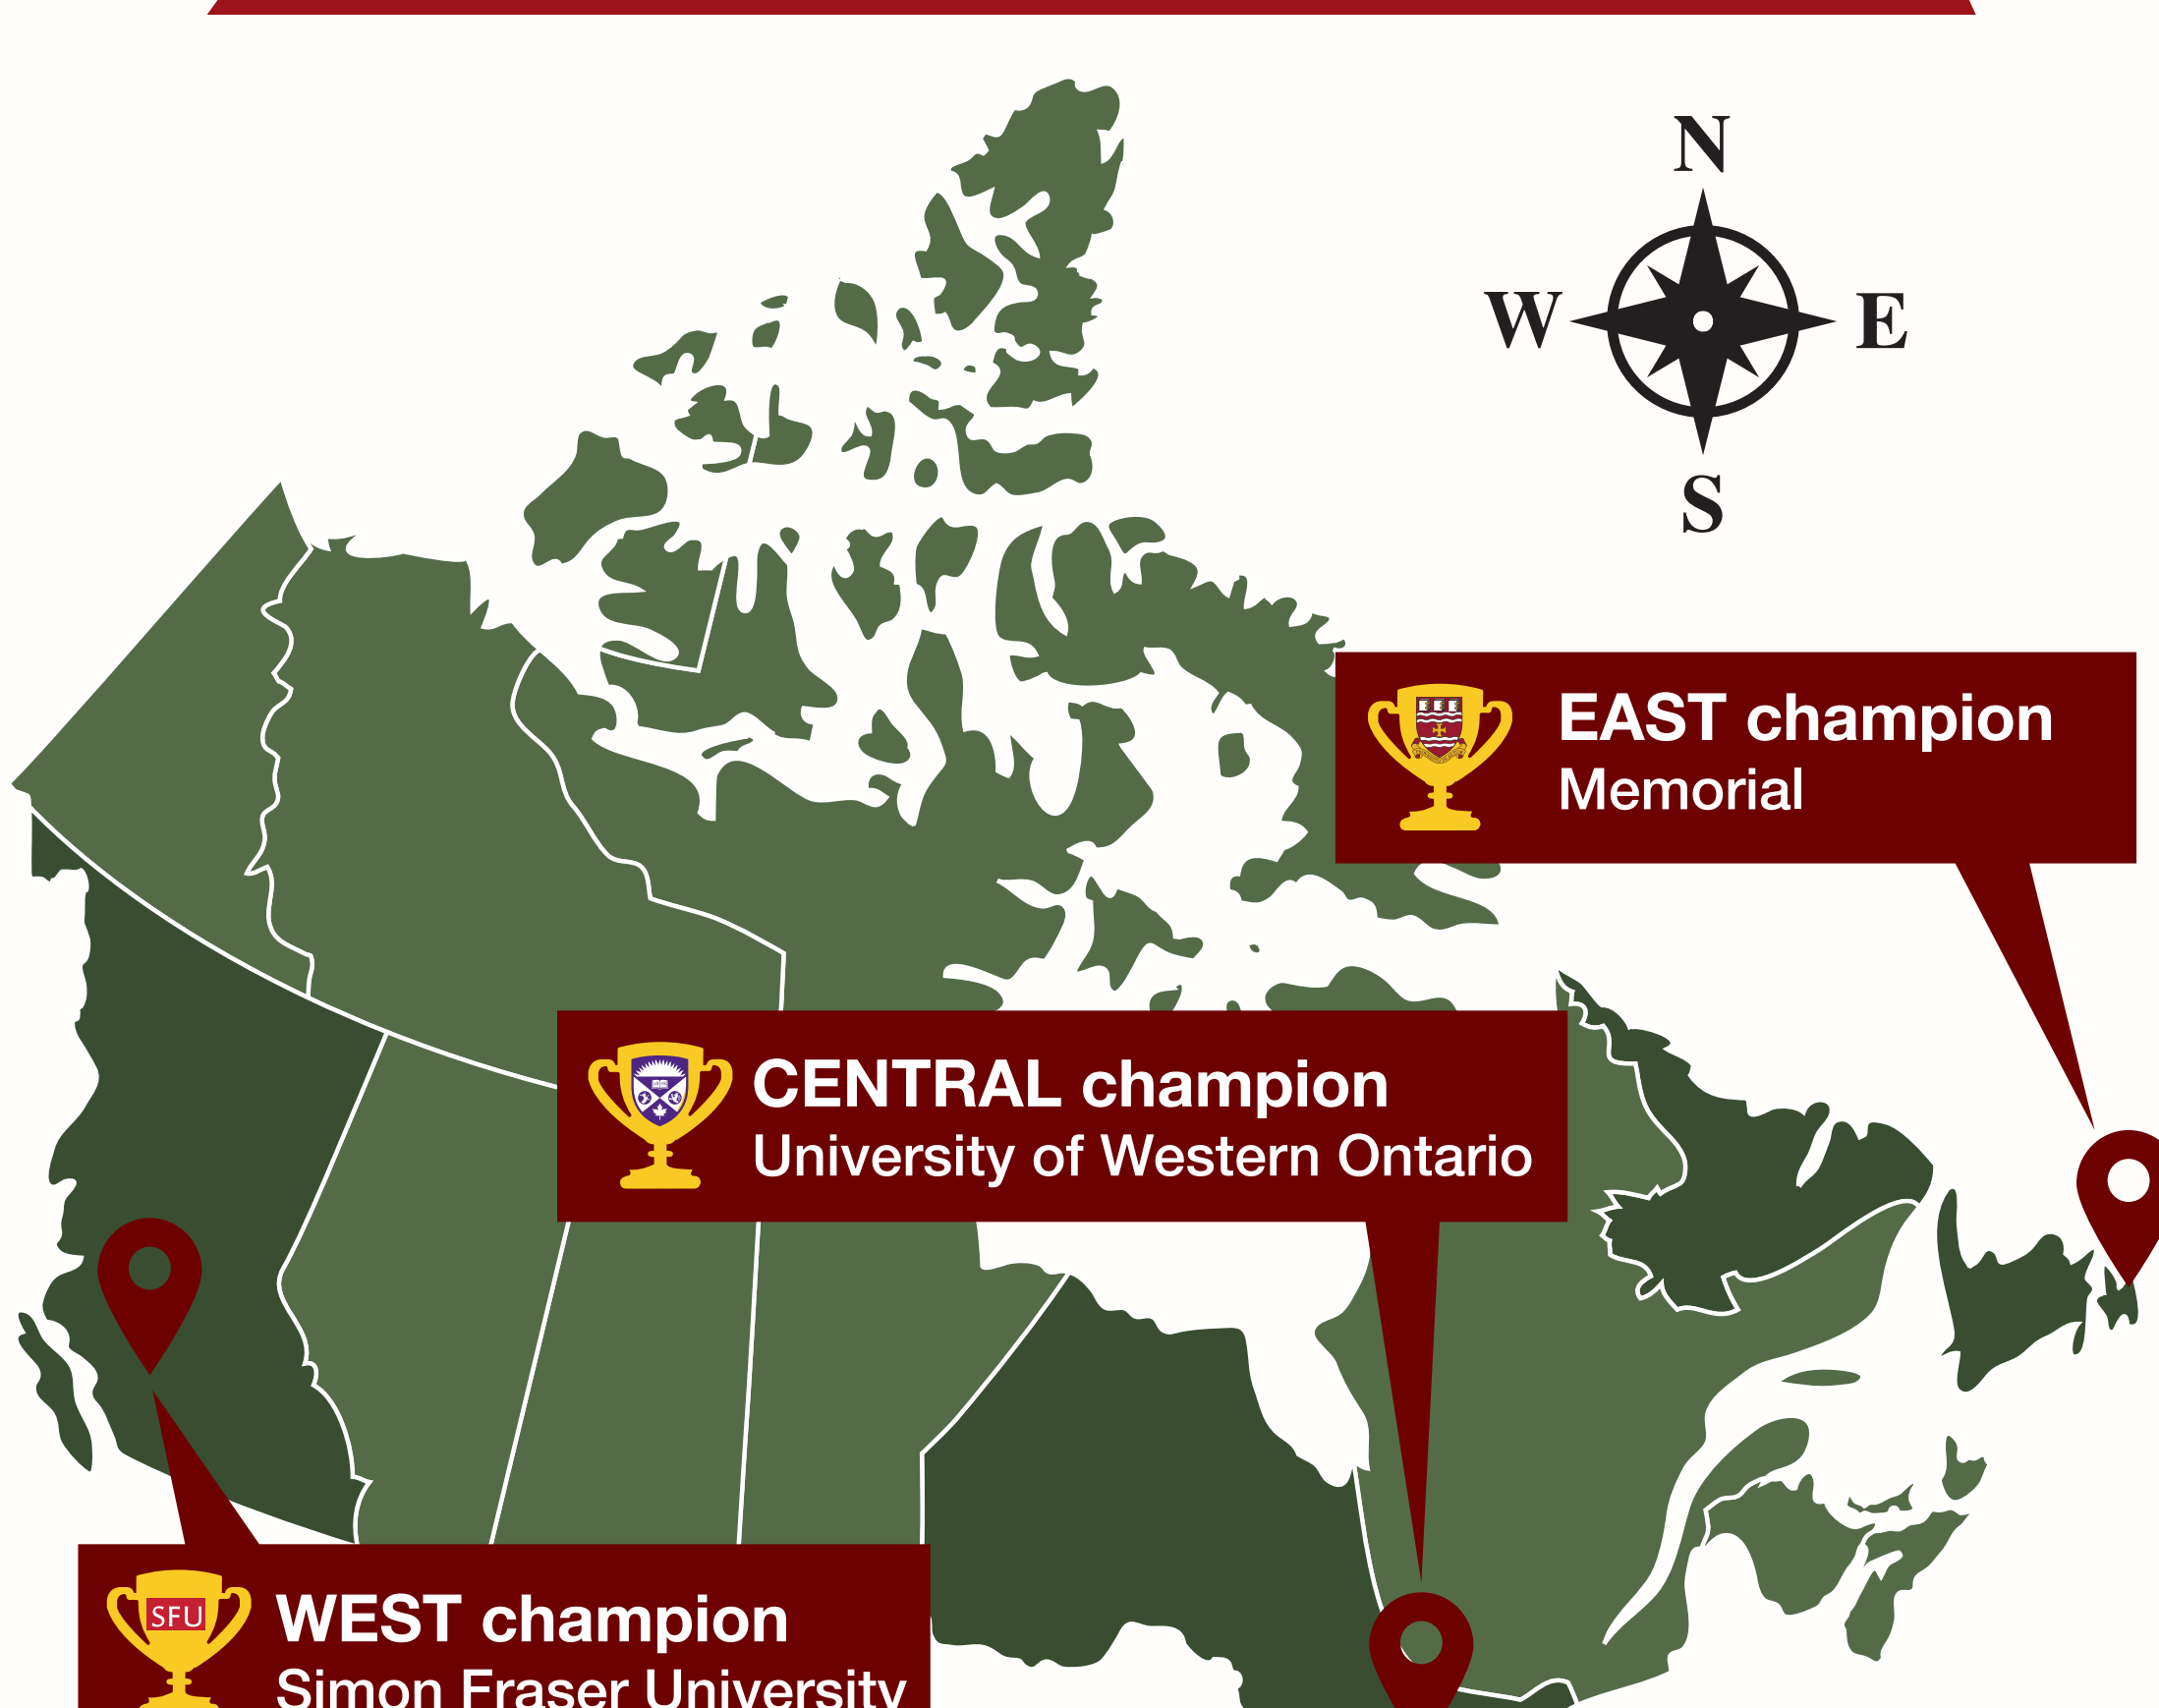 N
W
E
S
EAST champion
Memorial
CENTRAL champion
University of Western Ontario
SFU
WEST champion
Simon Fraser University